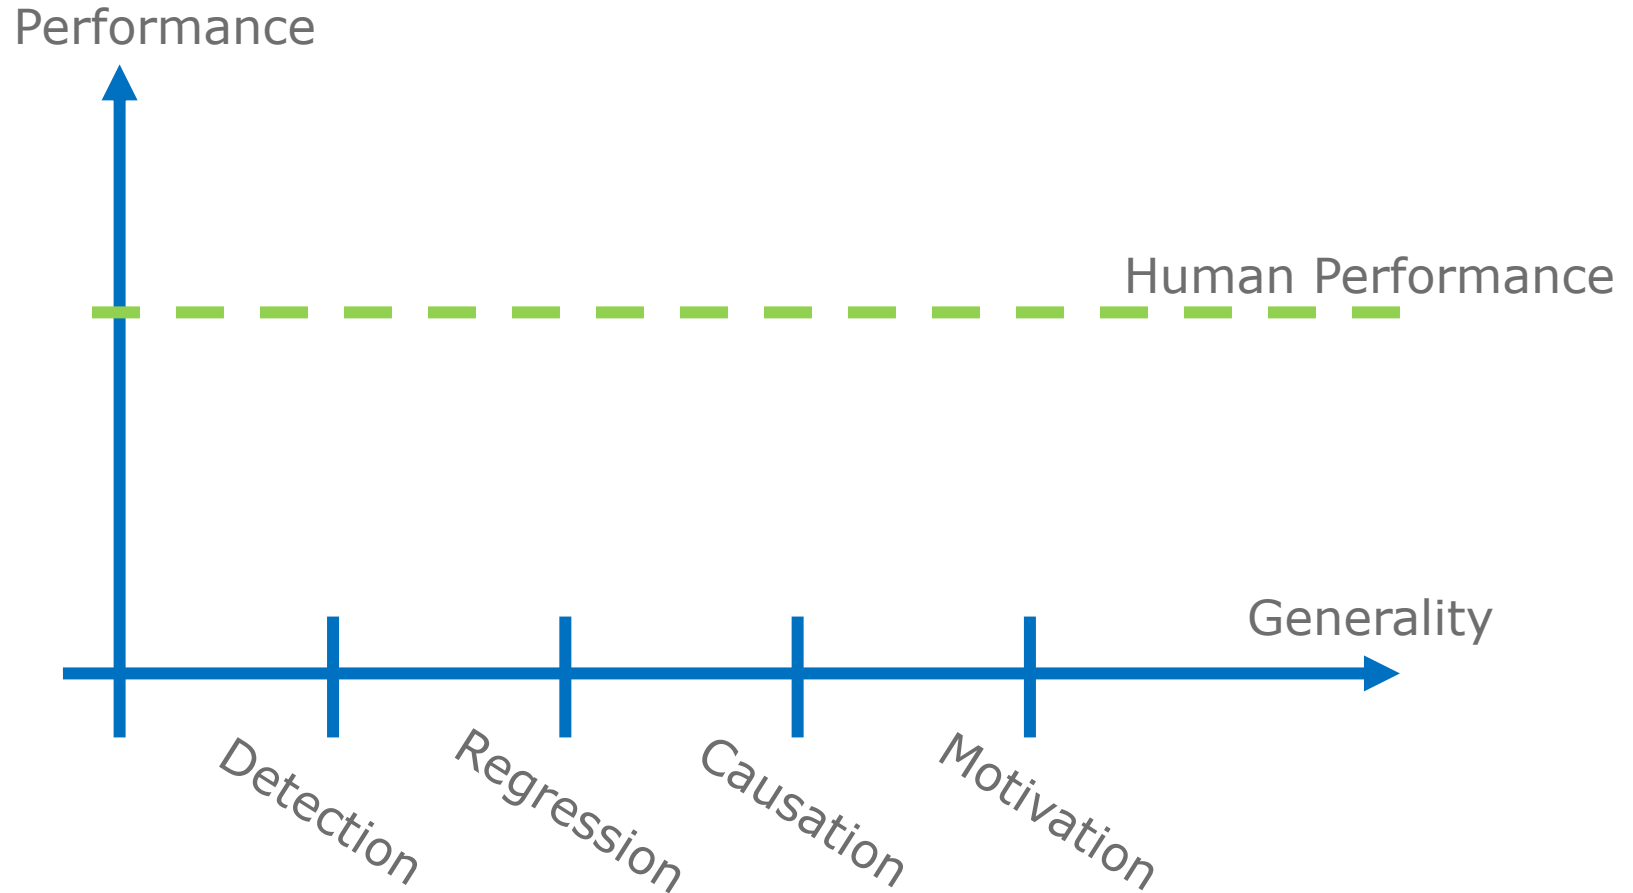 Performance
Human Performance
Generality
Detection
Regression
Causation
Motivation